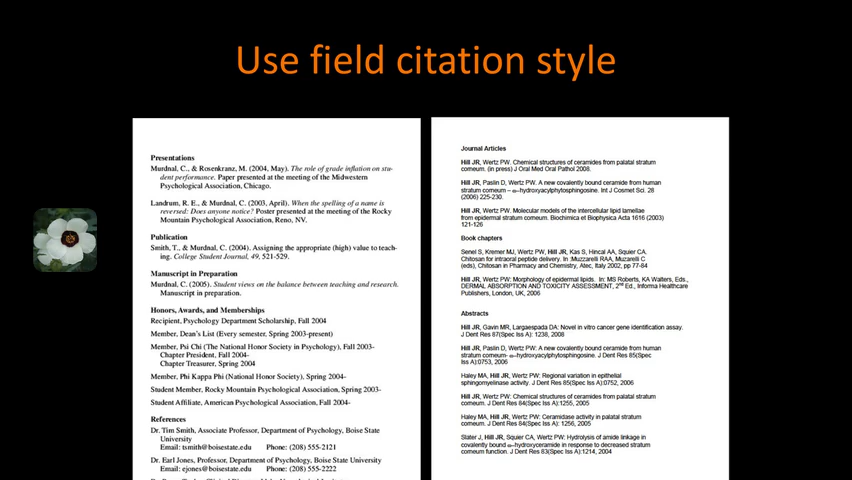 Use field citation style
Presentations
Murdnal, C., & Rosenkranz, M. (2004, May). The role of grade inflation on stu-
dent performance. Paper presented at the meeting of the Midwestern
Psychological Association, Chicago.
Landrum, R. E., & Murdnal, C. (2003, April). When the spelling of a name is
reversed: Does anyone notice? Poster presented at the meeting of the Rocky
Mountain Psychological Association, Reno, NV.
Publication
Smith, T., & Murdnal, C. (2004). Assigning the appropriate (high) value to teach-
ing. College Student Journal, 49, 521-529.
Manuscript in Preparation
Murdnal, C. (2005). Student views on the balance between teaching and research.
Manuscript in preparation.
Honors, Awards, and Memberships
Recipient, Psychology Department Scholarship, Fall 2004
Member, Dean's List (Every semester, Spring 2003-present)
Member, Psi Chi (The National Honor Society in Psychology), Fall 2003-
Chapter President, Fall 2004-
Chapter Treasurer, Spring 2004
Member, Phi Kappa Phi (National Honor Society), Spring 2004-
Student Member, Rocky Mountain Psychological Association, Spring 2003-
Student Affiliate, American Psychological Association, Fall 2004-
References
Dr. Tim Smith, Associate Professor, Department of Psychology, Boise State
University
Email: tsmith@boisestate.edu Phone: (208) 555-2121
Dr. Earl Jones, Professor, Department of Psychology, Boise State University
Email: ejones@boisestate.edu Phone: (208) 555-2222
Journal Articles
Hill JR, Wertz PW. Chemical structures of ceramides from palatal stratum
corneum. (in press) J Oral Med Oral Pathol 2008.
Hill JR, Paslin D, Wertz PW. A new covalently bound ceramide from human
stratum corneum – ω–hydroxyacylphytosphingosine. Int J Cosmet Sci. 28
(2006) 225-230.
Hill JR, Wertz PW. Molecular models of the intercellular lipid lamellae
from epidermal stratum corneum. Biochimica et Biophysica Acta 1616 (2003)
121-126
Book chapters
Senel S, Kremer MJ, Wertz PW, Hill JR, Kas S, Hincal AA, Squier CA.
Chitosan for intraoral peptide delivery. In :Muzzarelli RAA, Muzarelli C
(eds), Chitosan in Pharmacy and Chemistry, Atec, Italy 2002, pp 77-84
Hill JR, Wertz PW: Morphology of epidermal lipids. In: MS Roberts, KA Walters, Eds.,
DERMAL ABSORPTION AND TOXICITY ASSESSMENT, 2nd Ed., Informa Healthcare
Publishers, London, UK, 2006
Abstracts
Hill JR, Gavin MR, Largaespada DA: Novel in vitro cancer gene identification assay.
J Dent Res 87(Spec Iss A): 1238, 2008
Hill JR, Paslin D, Wertz PW: A new covalently bound ceramide from human
stratum corneum– ω–hydroxyacylphytosphingosine. J Dent Res 85(Spec
Iss A):0753, 2006
Haley MA, Hill JR, Wertz PW: Regional variation in epithelial
sphingomyelinase activity. J Dent Res 85(Spec Iss A):0752, 2006
Hill JR, Wertz PW: Chemical structures of ceramides from palatal stratum
corneum. J Dent Res 84(Spec Iss A):1255, 2005
Haley MA, Hill JR, Wertz PW: Ceramidase activity in palatal stratum
corneum. J Dent Res 84(Spec Iss A):1256, 2005
Slater J, Hill JR, Squier CA, Wertz PW: Hydrolysis of amide linkage in
covalently bound ω–hydroxyceramide in response to decreased stratum
corneum function. J Dent Res 83(Spec Iss A):1214, 2004